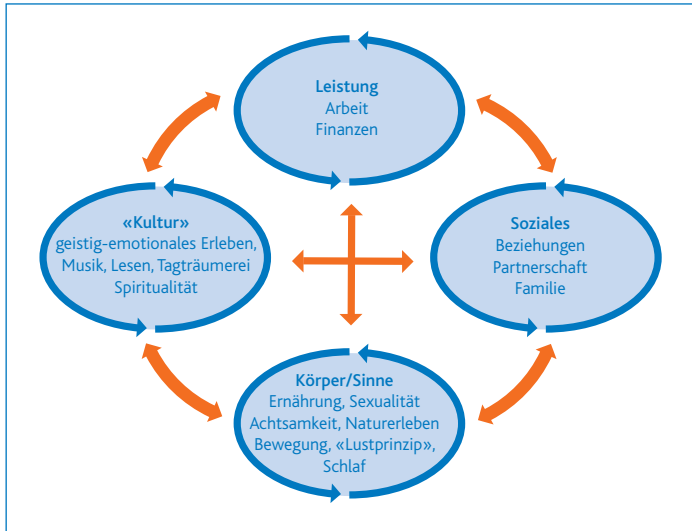 Leistung
Arbeit
Finanzen
«Kultur»
geistig-emotionales Erleben,
Musik, Lesen, Tagträumerei
Spiritualität
Soziales
Beziehungen
Partnerschaft
Familie
Körper/Sinne
Ernährung, Sexualität
Achtsamkeit, Naturerleben
Bewegung, «Lustprinzip»,
Schlaf